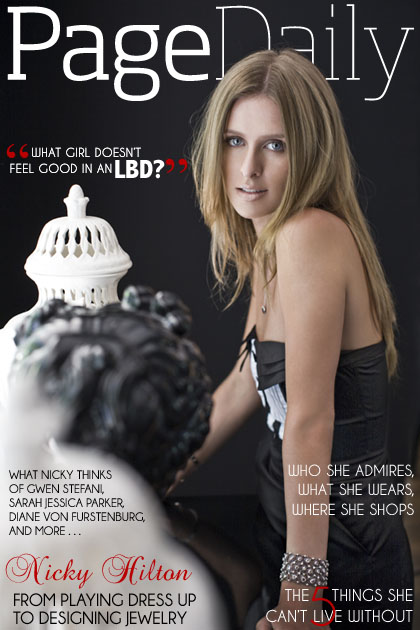 PageDaily
“WHAT GIRL DOESN'T
FEEL GOOD IN AN LBD?”
WHAT NICKY THINKS
OF GWEN STEFANI,
SARAH JESSICA PARKER,
DIANE VON FURSTENBURG,
AND MORE . . .
Nicky Hilton
FROM PLAYING DRESS UP
TO DESIGNING JEWELRY
WHO SHE ADMIRES,
WHAT SHE WEARS,
WHERE SHE SHOPS
THE 5 THINGS SHE
CAN'T LIVE WITHOUT